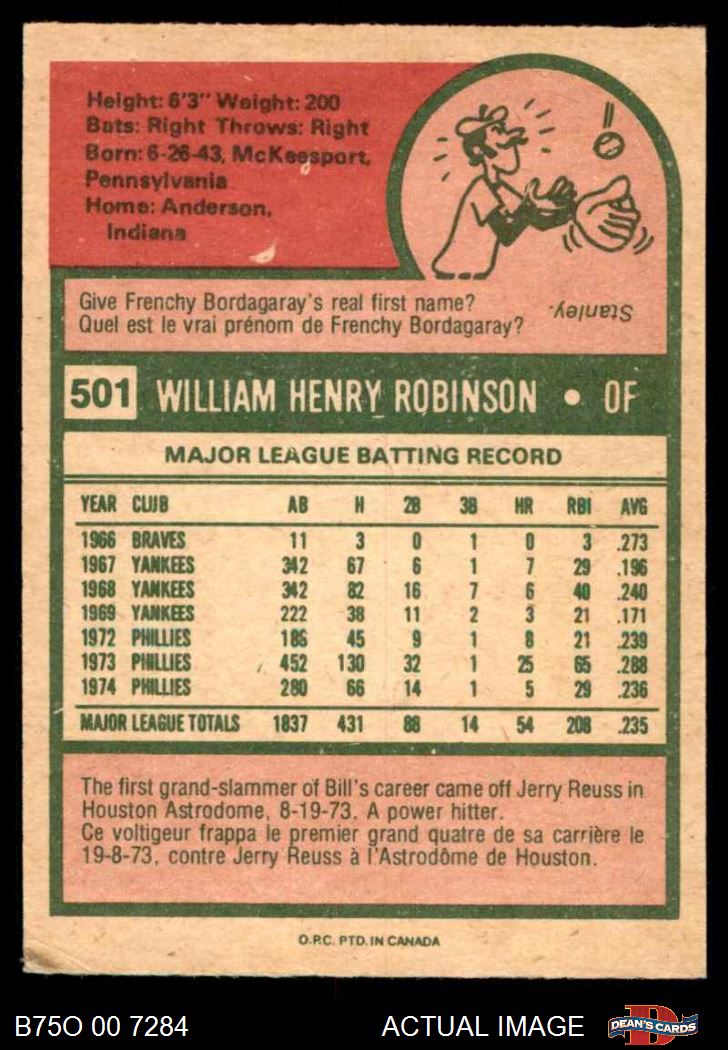 Height: 6'3" Weight: 200
Bats: Right Throws: Right
Born: 6-26-43, McKeesport,
Pennsylvania
Home: Anderson,
Indiana
Give Frenchy Bordagaray's real first name?
Quel est le vrai prénom de Frenchy Bordagaray?
Stanley.
501 WILLIAM HENRY ROBINSON • OF
MAJOR LEAGUE BATTING RECORD
YEAR CLUB AB H 2B 3B HR RBI AVG
1966 BRAVES 11 3 0 1 0 3 .273
1967 YANKEES 342 67 6 1 7 29 .196
1968 YANKEES 342 82 16 7 6 40 .240
1969 YANKEES 222 38 11 2 3 21 .171
1972 PHILLIES 188 45 9 1 8 21 .239
1973 PHILLIES 452 130 32 1 25 65 .288
1974 PHILLIES 280 66 14 1 5 29 .236
MAJOR LEAGUE TOTALS 1837 431 88 14 54 208 .235
The first grand-slammer of Bill's career came off Jerry Reuss in
Houston Astrodome, 8-19-73. A power hitter.
Ce voltigeur frappa le premier grand quatre de sa carrière le
19-8-73, contre Jerry Reuss à l'Astrodôme de Houston.
O.P.C. PTD. IN CANADA
B75O 00 7284 ACTUAL IMAGE D DEAN'S CARDS